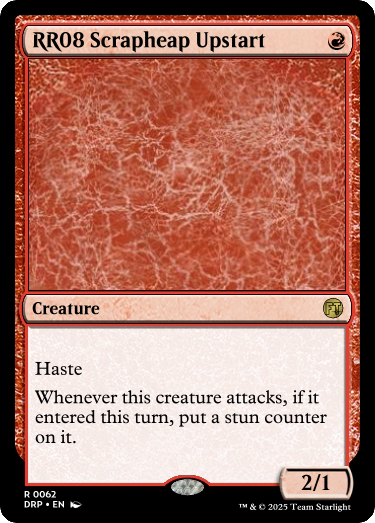 RR08 Scrapheap Upstart
Creature
FT
Haste
Whenever this creature attacks, if it
entered this turn, put a stun counter
on it.
2/1
R 0062
DRP • EN
™ & © 2025 Team Starlight